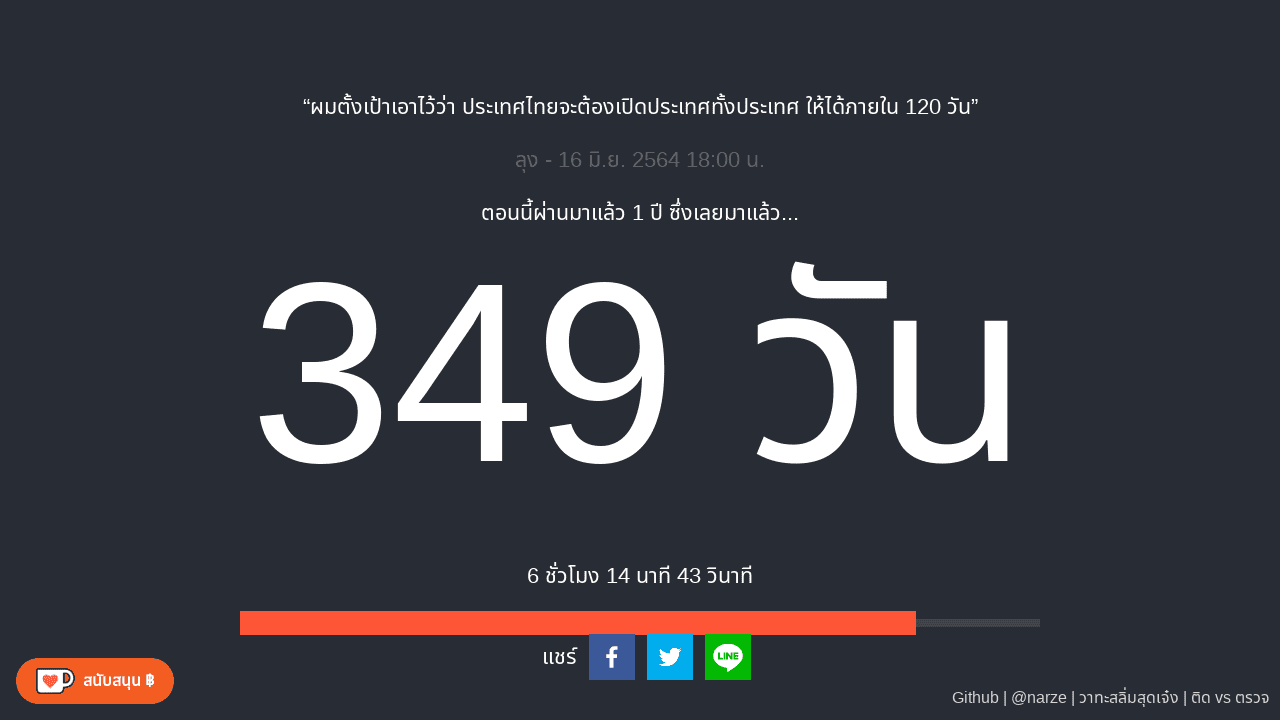 “ผมตั้งเป้าเอาไว้ว่า ประเทศไทยจะต้องเปิดประเทศทั้งประเทศ ให้ได้ภายใน 120 วัน”
ลุง - 16 มิ.ย. 2564 18:00 น.
ตอนนี้ผ่านมาแล้ว 1 ปี ซึ่งเลยมาแล้ว...
349 วัน
6 ชั่วโมง 14 นาที 43 วินาที
แชร์
LINE
สนับสนุน ฿
Github | @narze | วาทะสลิ่มสุดเจ๋ง | ติด vs ตรวจ